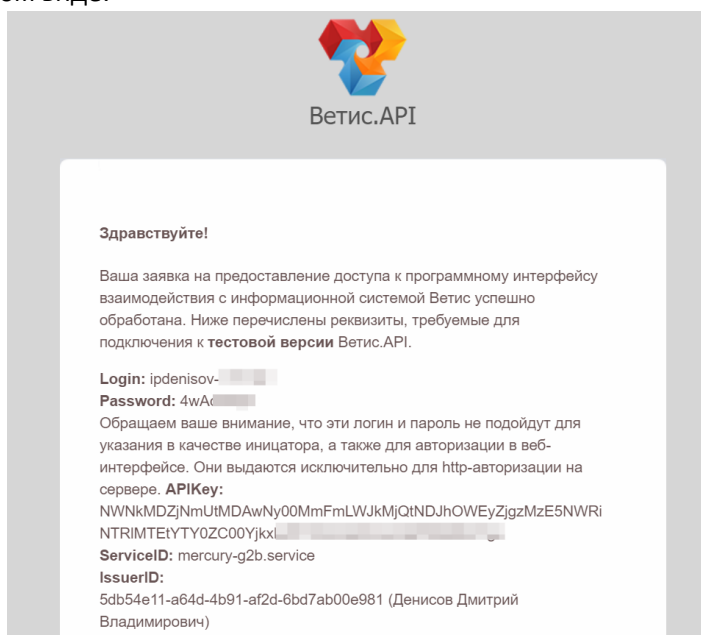 Ветис.API
Здравствуйте!
Ваша заявка на предоставление доступа к программному интерфейсу
взаимодействия с информационной системой Ветис успешно
обработана. Ниже перечислены реквизиты, требуемые для
подключения к тестовой версии Ветис.API.
Login: ipdenisov-
Password: 4wA
Обращаем ваше внимание, что эти логин и пароль не подойдут для
указания в качестве иницатора, а также для авторизации в веб-
интерфейсе. Они выдаются исключительно для http-авторизации на
сервере. APIKey:
NWNkMDZjNmUtMDAwNy00MmFmLWJkMjQtNDJhOWEyZjgzMzE5NWRi
NTRlMTEtYTY0ZC00Yjkx
ServiceID: mercury-g2b.service
IssuerID:
5db54e11-a64d-4b91-af2d-6bd7ab00e981 (Денисов Дмитрий
Владимирович)